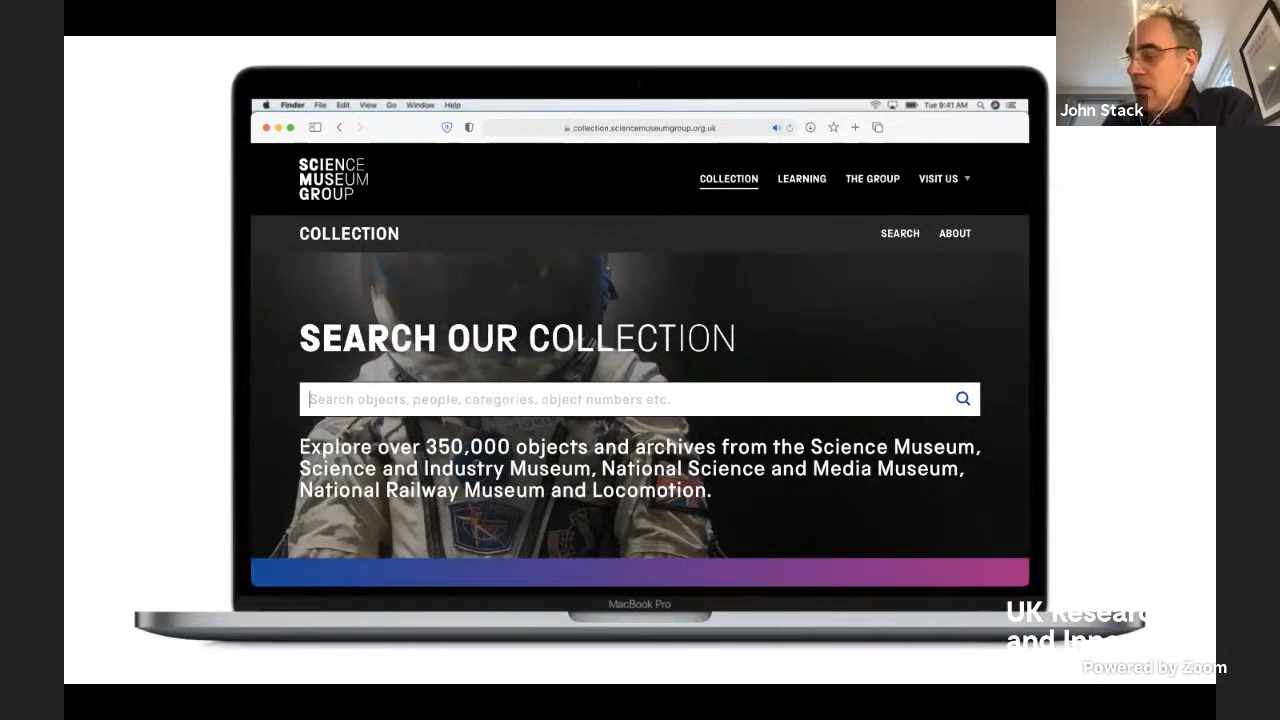 John Stack
Finder File Edit View Go Window Help
Tue 9:41 AM
collection.sciencemuseumgroup.org.uk
SCIENCE
MUSEUM
GROUP
COLLECTION LEARNING THE GROUP VISIT US
COLLECTION
SEARCH ABOUT
SEARCH OUR COLLECTION
Search objects, people, categories, object numbers etc.
Explore over 350,000 objects and archives from the Science Museum,
Science and Industry Museum, National Science and Media Museum,
National Railway Museum and Locomotion.
MacBook Pro
UK
and
Powered by Zoom